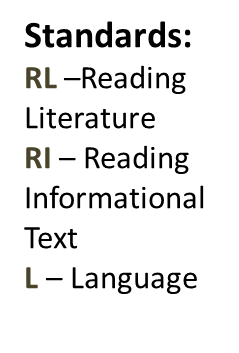 Standards:
RL –Reading
Literature
RI – Reading
Informational
Text
L – Language